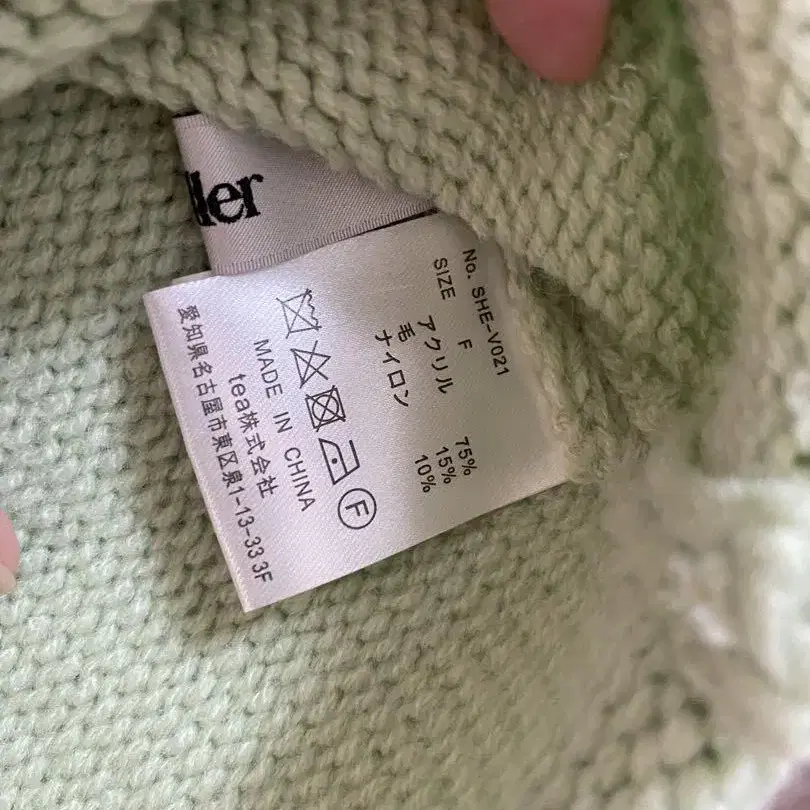 No. SHE-V021
SIZE F
アクリル 75%
毛 15%
ナイロン 10%
F
MADE IN CHINA
tea株式会社
愛知県名古屋市東区泉1-13-33 3F